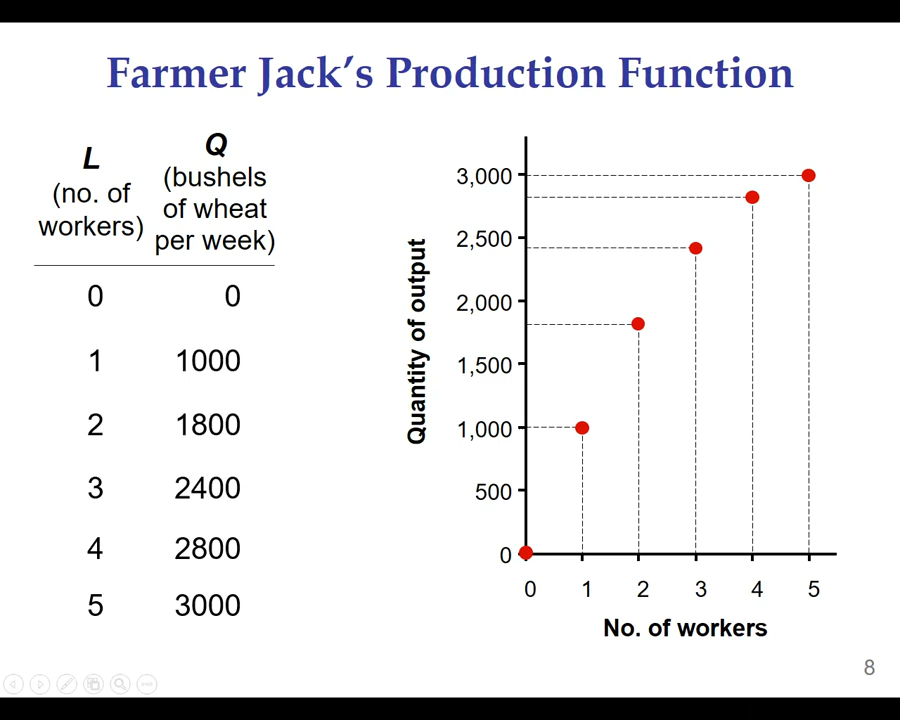 Farmer Jack’s Production Function
L
(no. of
workers)
Q
(bushels
of wheat
per week)
0 0
1 1000
2 1800
3 2400
4 2800
5 3000
Quantity of output
3,000
2,500
2,000
1,500
1,000
500
0
0 1 2 3 4 5
No. of workers
8